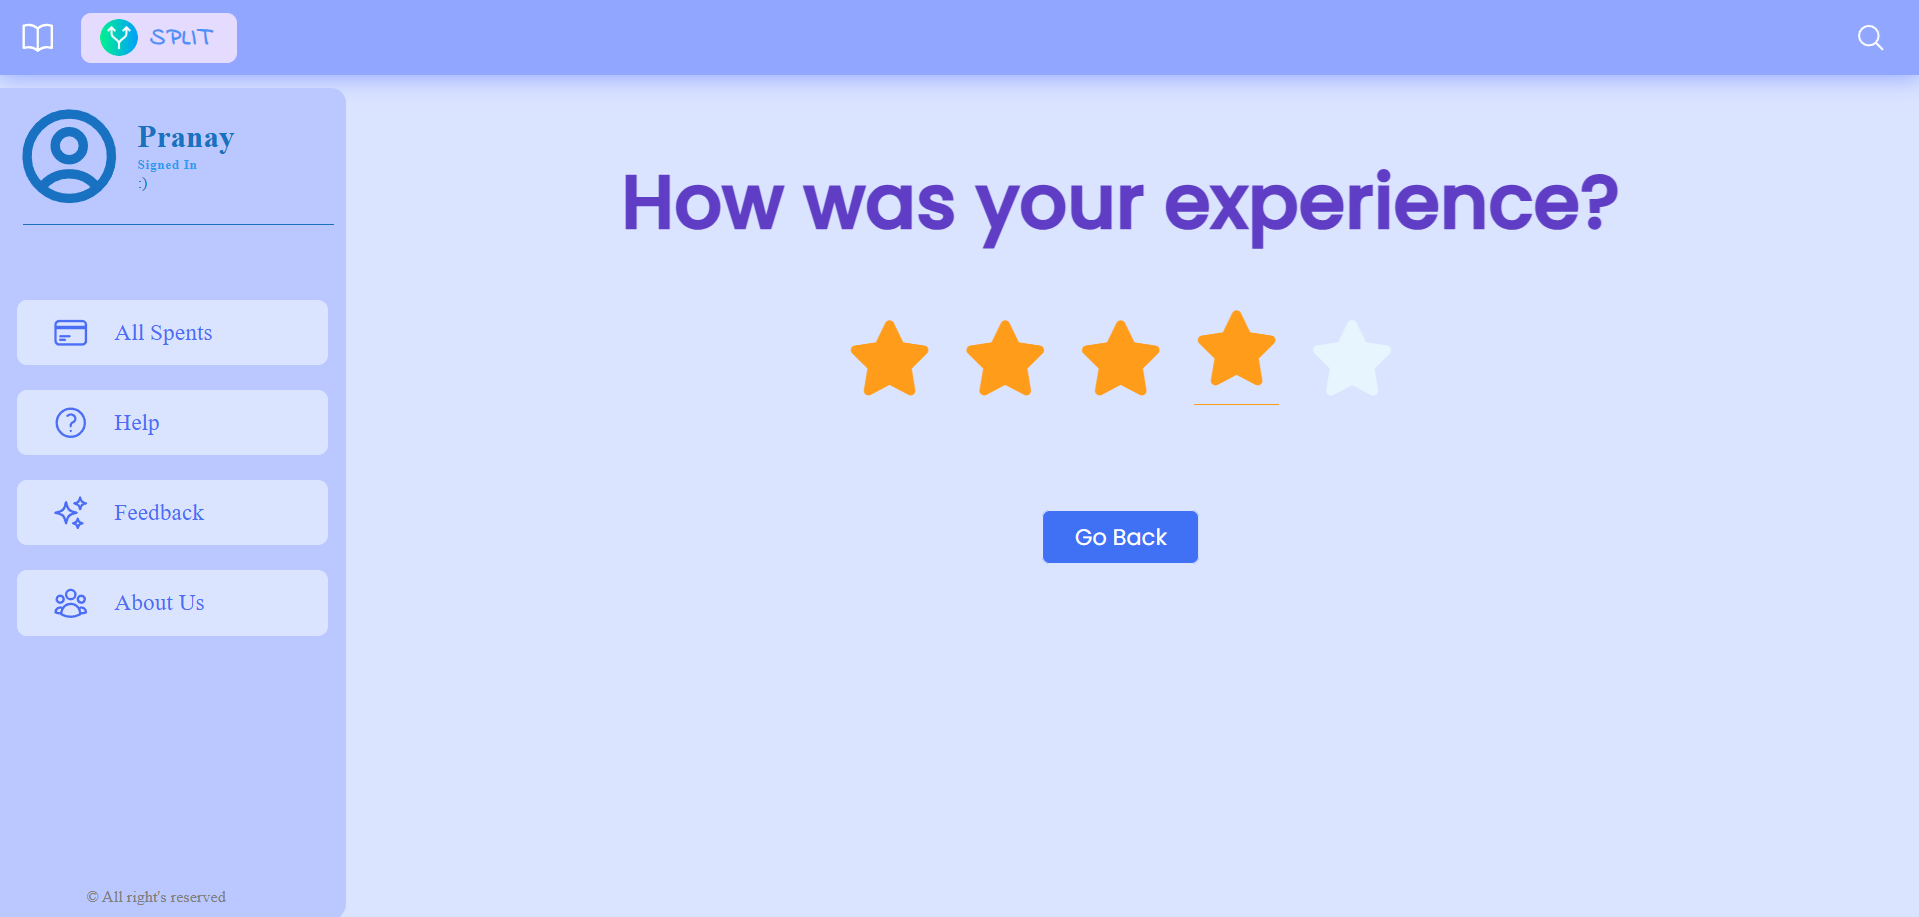 SPLIT
Pranay
Signed In
:)
All Spents
Help
Feedback
About Us
© All right's reserved
How was your experience?
Go Back